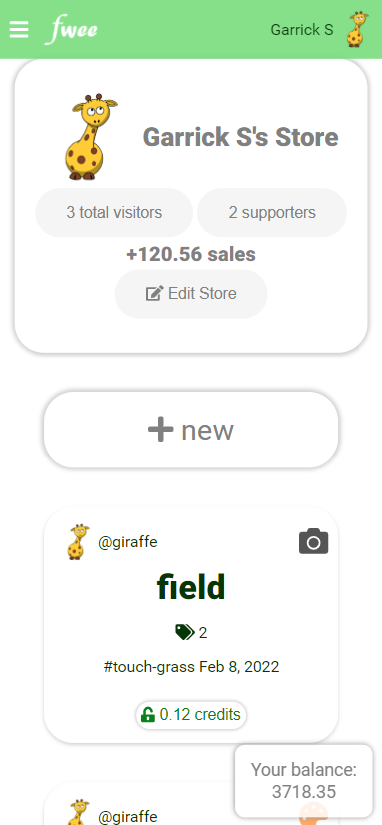 fwee
Garrick S
Garrick S's Store
3 total visitors
2 supporters
+120.56 sales
Edit Store
+ new
@giraffe
field
2
#touch-grass Feb 8, 2022
0.12 credits
Your balance:
3718.35
@giraffe